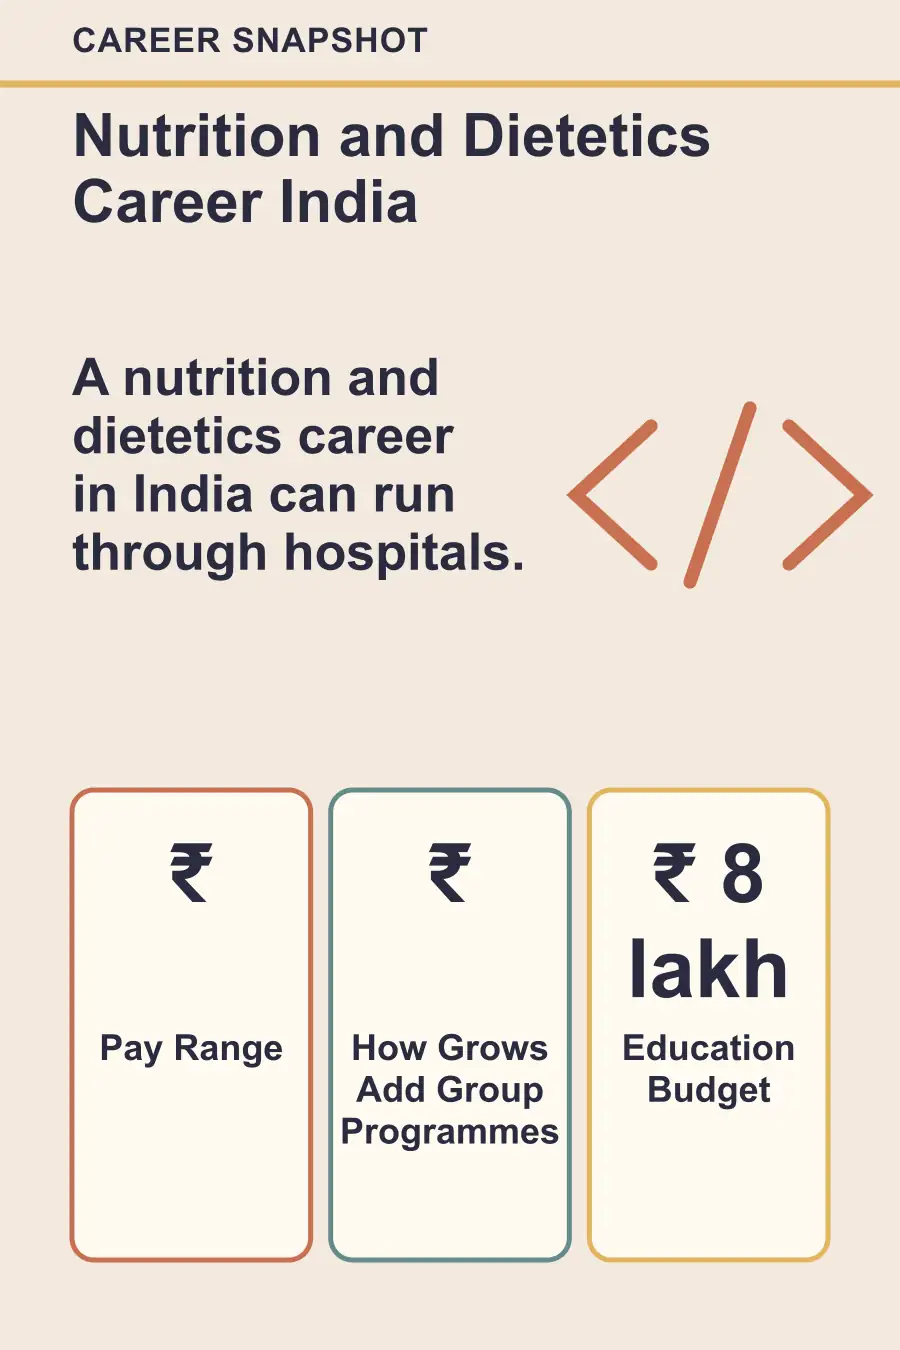 CAREER SNAPSHOT
Nutrition and Dietetics
Career India
A nutrition and
dietetics career
in India can run
through hospitals.
</>
₹
Pay Range
₹
How Grows
Add Group
Programmes
₹ 8
lakh
Education
Budget